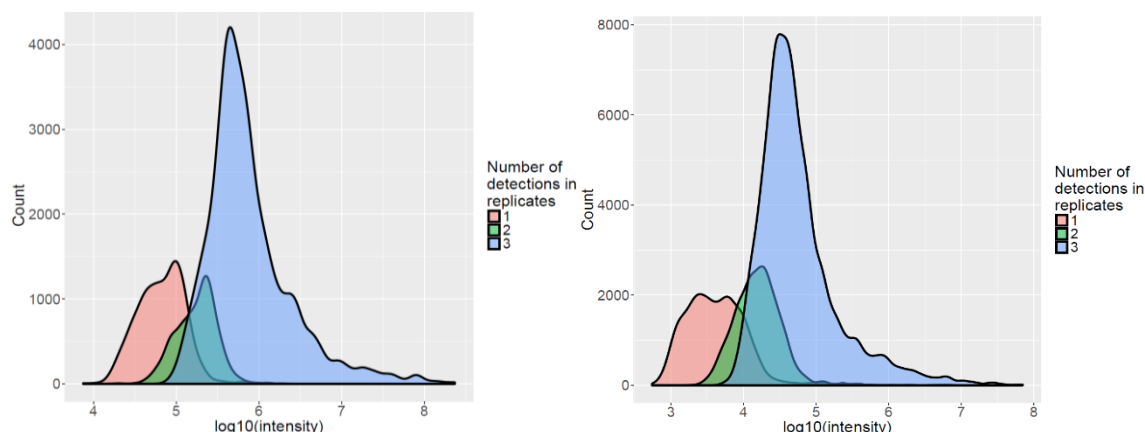 4000
3000
2000
1000
0
Count
4
5
6
7
8
log10(intensity)
Number of
detections in
replicates
1
2
3
8000
6000
4000
2000
0
Count
3
4
5
6
7
8
log10(intensity)
Number of
detections in
replicates
1
2
3